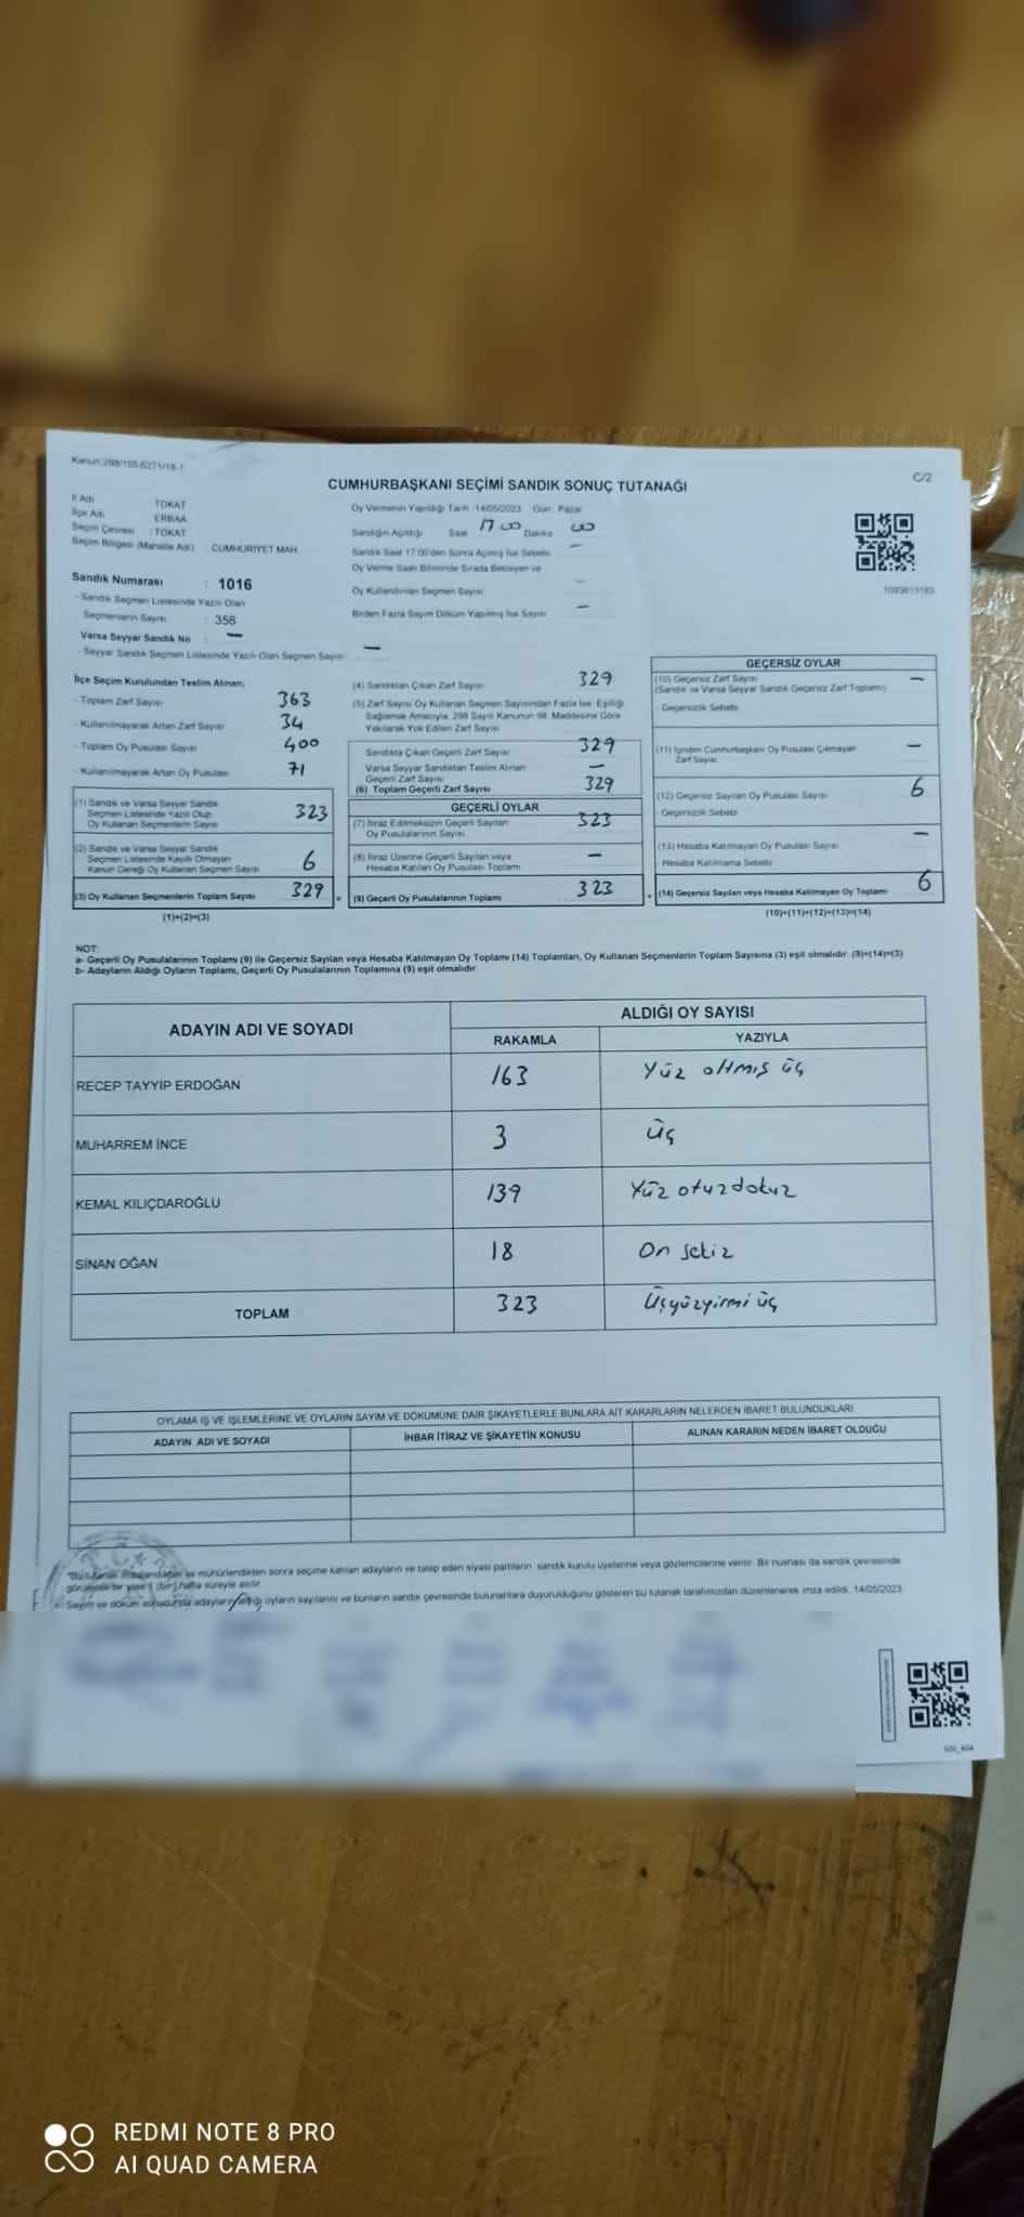 Kanun:298/105 6271/18-1
C/2
CUMHURBAŞKANI SEÇİMİ SANDIK SONUÇ TUTANAĞI
İl Adı TOKAT
İlçe Adı ERBAA
Seçim Çevresi : TOKAT
Seçim Bölgesi (Mahalle Adı) CUMHURİYET MAH.
Sandık Numarası : 1016
- Sandık Seçmen Listesinde Yazılı Olan
Seçmenlerin Sayısı : 356
Varsa Seyyar Sandık No : —
- Seyyar Sandık Seçmen Listesinde Yazılı Olan Seçmen Sayısı —
Oy Vermenin Yapıldığı Tarih :14/05/2023 Gün: Pazar
Sandığın Açıldığı Saat 17 00 Dakika 00
Sandık Saat 17:00'den Sonra Açılmış İse Sebebi —
Oy Verme Saati Bitiminde Sırada Bekleyen ve
Oy Kullandırılan Seçmen Sayısı —
Birden Fazla Sayım Döküm Yapılmış İse Sayısı —
İlçe Seçim Kurulundan Teslim Alınan;
- Toplam Zarf Sayısı 363
- Kullanılmayarak Artan Zarf Sayısı 34
- Toplam Oy Pusulası Sayısı 400
- Kullanılmayarak Artan Oy Pusulası 71
(1) Sandık ve Varsa Seyyar Sandık
Seçmen Listesinde Yazılı Olup
Oy Kullanan Seçmenlerin Sayısı 323
(2) Sandık ve Varsa Seyyar Sandık
Seçmen Listesinde Kayıtlı Olmayan
Kanun Gereği Oy Kullanan Seçmen Sayısı 6
(3) Oy Kullanan Seçmenlerin Toplam Sayısı 329
(1)+(2)=(3)
(4) Sandıktan Çıkan Zarf Sayısı 329
(5) Zarf Sayısı Oy Kullanan Seçmen Sayısından Fazla İse, Eşitliği
Sağlamak Amacıyla, 298 Sayılı Kanunun 98. Maddesine Göre
Yakılarak Yok Edilen Zarf Sayısı
Sandıkta Çıkan Geçerli Zarf Sayısı 329
Varsa Seyyar Sandıktan Teslim Alınan
Geçerli Zarf Sayısı —
(6) Toplam Geçerli Zarf Sayısı 329
GEÇERLİ OYLAR
(7) İtiraz Edilmeksizin Geçerli Sayılan
Oy Pusulalarının Sayısı 323
(8) İtiraz Üzerine Geçerli Sayılan veya
Hesaba Katılan Oy Pusulası Toplamı —
(9) Geçerli Oy Pusulalarının Toplamı 323
GEÇERSİZ OYLAR
(10) Geçersiz Zarf Sayısı —
(Sandık ve Varsa Seyyar Sandık Geçersiz Zarf Toplamı)
- Geçersizlik Sebebi
(11) İçinden Cumhurbaşkanı Oy Pusulası Çıkmayan
Zarf Sayısı —
(12) Geçersiz Sayılan Oy Pusulası Sayısı 6
- Geçersizlik Sebebi
(13) Hesaba Katılmayan Oy Pusulası Sayısı —
- Hesaba Katılmama Sebebi
(14) Geçersiz Sayılan veya Hesaba Katılmayan Oy Toplamı 6
(10)+(11)+(12)+(13)=(14)
NOT:
a- Geçerli Oy Pusulalarının Toplamı (9) ile Geçersiz Sayılan veya Hesaba Katılmayan Oy Toplamı (14) Toplamları, Oy Kullanan Seçmenlerin Toplam Sayısına (3) eşit olmalıdır. (9)+(14)=(3)
b- Adayların Aldığı Oyların Toplamı, Geçerli Oy Pusulalarının Toplamına (9) eşit olmalıdır.
ADAYIN ADI VE SOYADI ALDIĞI OY SAYISI
RAKAMLA YAZIYLA
RECEP TAYYİP ERDOĞAN 163 Yüz altmış üç
MUHARREM İNCE 3 üç
KEMAL KILIÇDAROĞLU 139 Yüz otuzdokuz
SİNAN OĞAN 18 On sekiz
TOPLAM 323 Üçyüzyirmi üç
OYLAMA İŞ VE İŞLEMLERİNE VE OYLARIN SAYIM VE DÖKÜMÜNE DAİR ŞİKAYETLERLE BUNLARA AİT KARARLARIN NELERDEN İBARET BULUNDUKLARI
ADAYIN ADI VE SOYADI İHBAR İTİRAZ VE ŞİKAYETİN KONUSU ALINAN KARARIN NEDEN İBARET OLDUĞU
mühürlendikten sonra seçime katılan adayların ve talep eden siyasi partilerin sandık kurulu üyelerine veya gözlemcilerine verilir. Bir nüshası da sandık çevresinde
hafta süreyle asılır.
Sayım ve döküm sonucunda adayların aldığı oyların sayılarını ve bunların sandık çevresinde bulunanlara duyurulduğunu gösteren bu tutanak tarafımızdan düzenlenerek imza edildi. 14/05/2023
REDMI NOTE 8 PRO
AI QUAD CAMERA